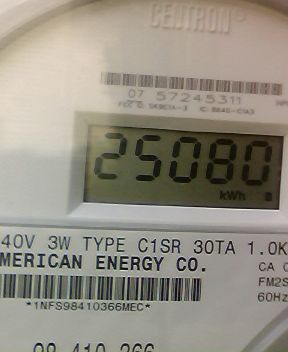 CENTRON®
07 57245311
25080
kWh
40V 3W TYPE C1SR 30TA 1.0K
MERICAN ENERGY CO.
CA 0
FM2S
60Hz
*1NFS98410366MEC*
98 410 366